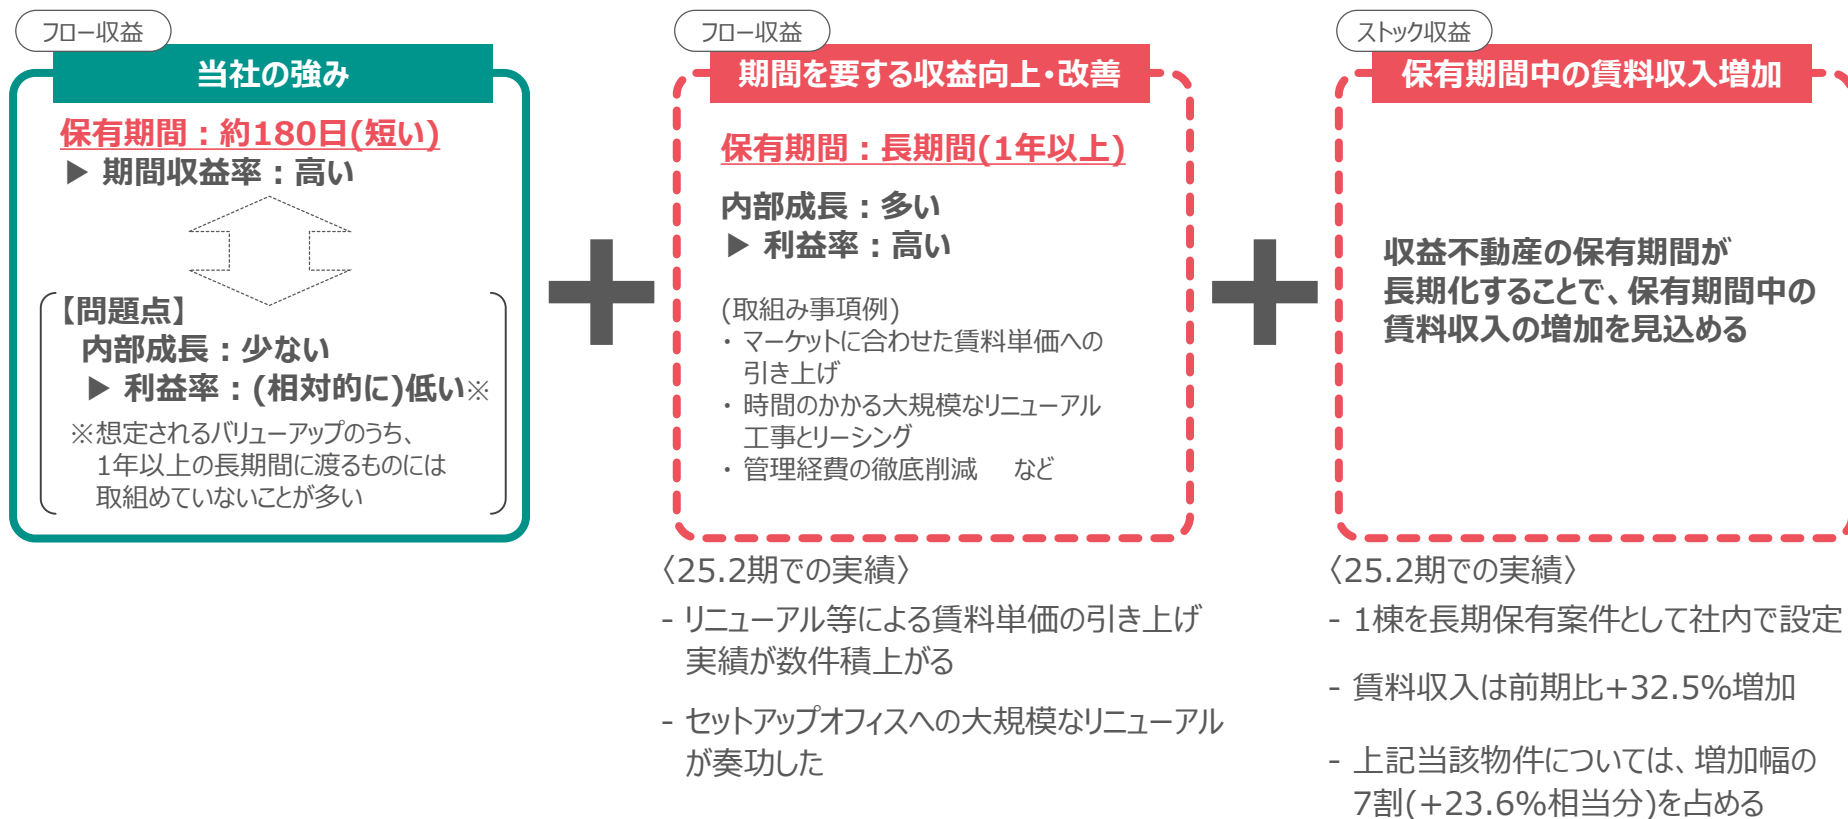 フロー収益
当社の強み
保有期間：約180日(短い)
▶ 期間収益率：高い
【問題点】
内部成長：少ない
▶ 利益率：(相対的に)低い※
※想定されるバリューアップのうち、
1年以上の長期間に渡るものには
取組めていないことが多い
フロー収益
期間を要する収益向上・改善
保有期間：長期間(1年以上)
内部成長：多い
▶ 利益率：高い
(取組み事項例)
・ マーケットに合わせた賃料単価への
引き上げ
・ 時間のかかる大規模なリニューアル
工事とリーシング
・ 管理経費の徹底削減　など
〈25.2期での実績〉
- リニューアル等による賃料単価の引き上げ
実績が数件積上がる
- セットアップオフィスへの大規模なリニューアル
が奏功した
ストック収益
保有期間中の賃料収入増加
収益不動産の保有期間が
長期化することで、保有期間中の
賃料収入の増加を見込める
〈25.2期での実績〉
- 1棟を長期保有案件として社内で設定
- 賃料収入は前期比+32.5%増加
- 上記当該物件については、増加幅の
7割(+23.6%相当分)を占める